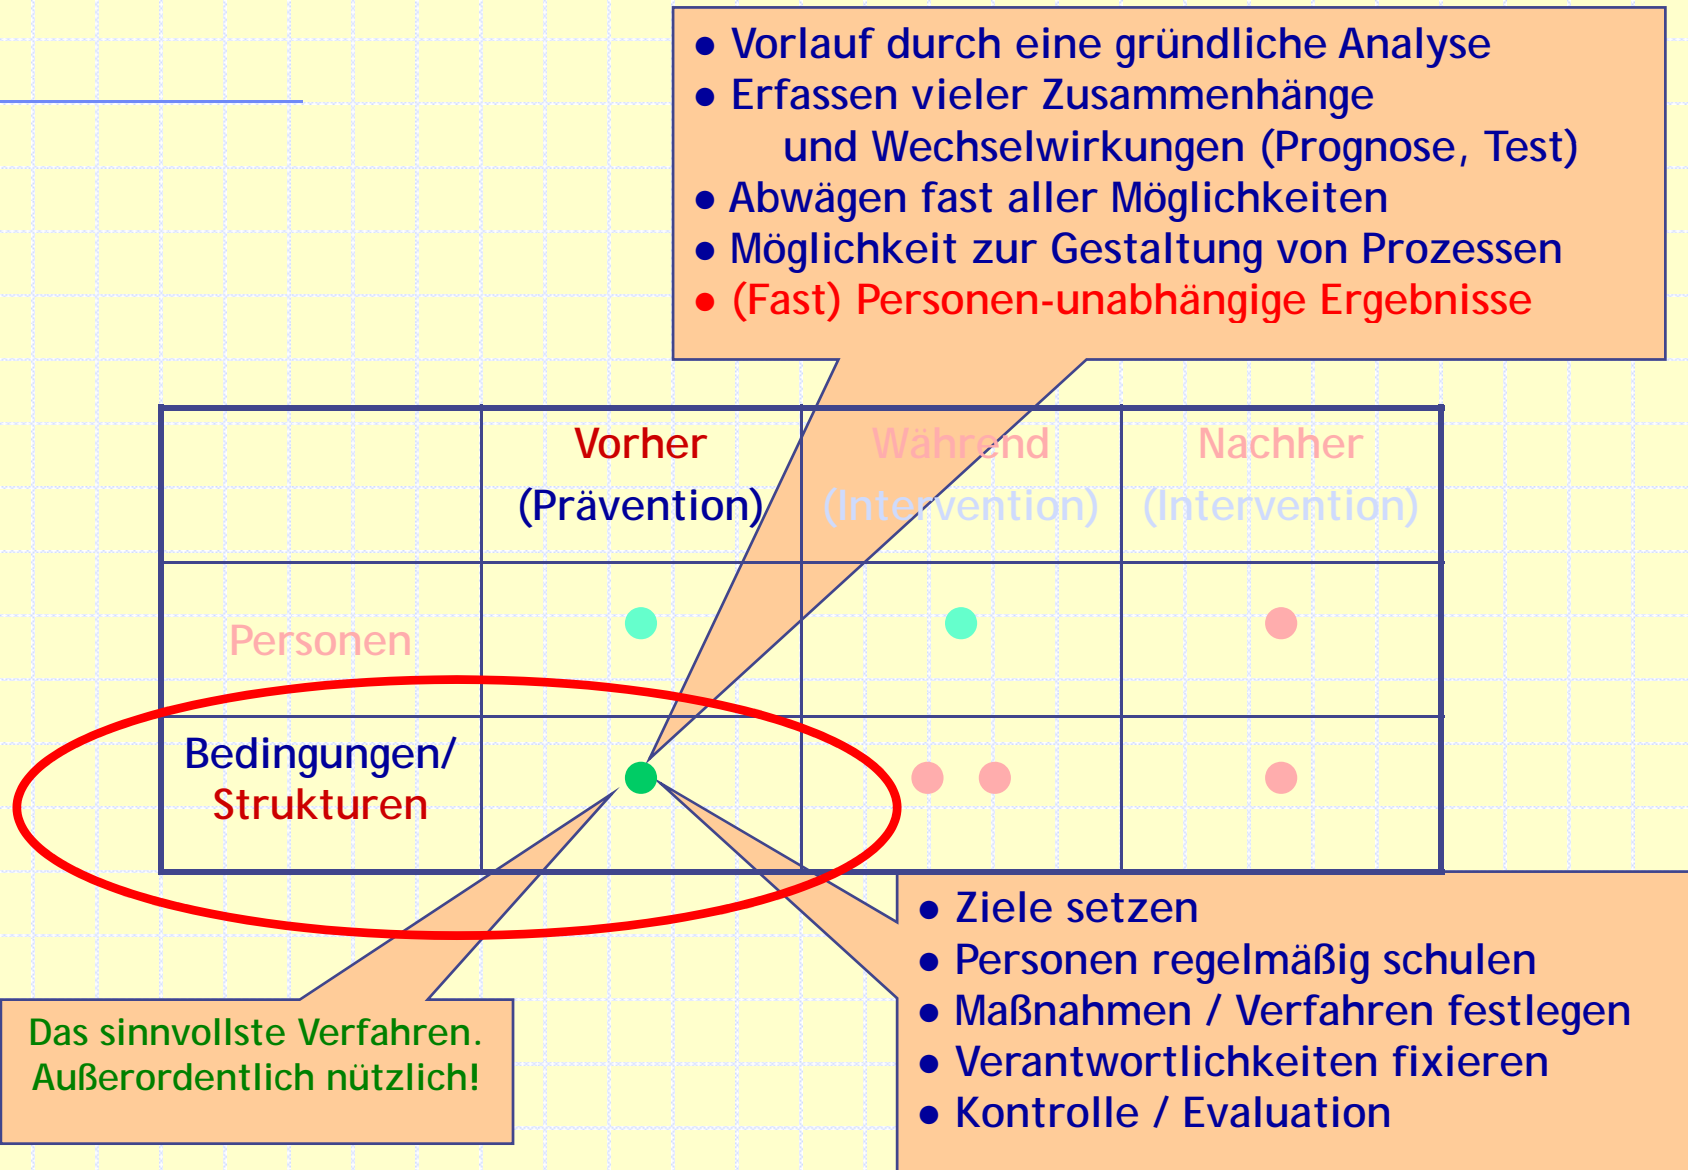 ● Vorlauf durch eine gründliche Analyse
● Erfassen vieler Zusammenhänge
und Wechselwirkungen (Prognose, Test)
● Abwägen fast aller Möglichkeiten
● Möglichkeit zur Gestaltung von Prozessen
● (Fast) Personen-unabhängige Ergebnisse
Vorher
(Prävention)
Während
(Intervention)
Nachher
(Intervention)
Personen
Bedingungen/
Strukturen
Das sinnvollste Verfahren.
Außerordentlich nützlich!
● Ziele setzen
● Personen regelmäßig schulen
● Maßnahmen / Verfahren festlegen
● Verantwortlichkeiten fixieren
● Kontrolle / Evaluation